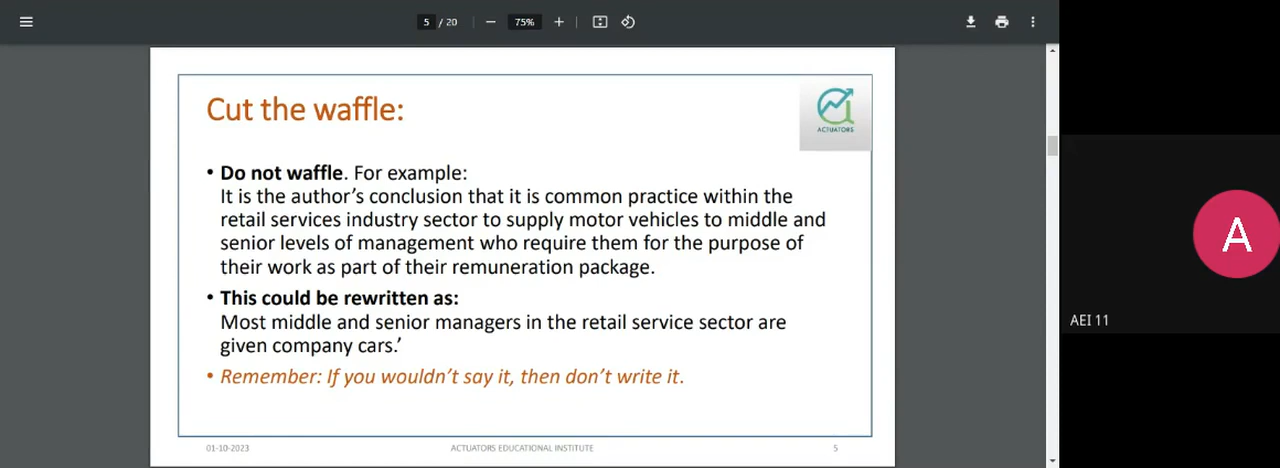 5 / 20
75%
Cut the waffle:
ACTUATORS
• Do not waffle. For example:
It is the author's conclusion that it is common practice within the
retail services industry sector to supply motor vehicles to middle and
senior levels of management who require them for the purpose of
their work as part of their remuneration package.
• This could be rewritten as:
Most middle and senior managers in the retail service sector are
given company cars.'
• Remember: If you wouldn't say it, then don't write it.
01-10-2023 ACTUATORS EDUCATIONAL INSTITUTE 5
A
AEI 11